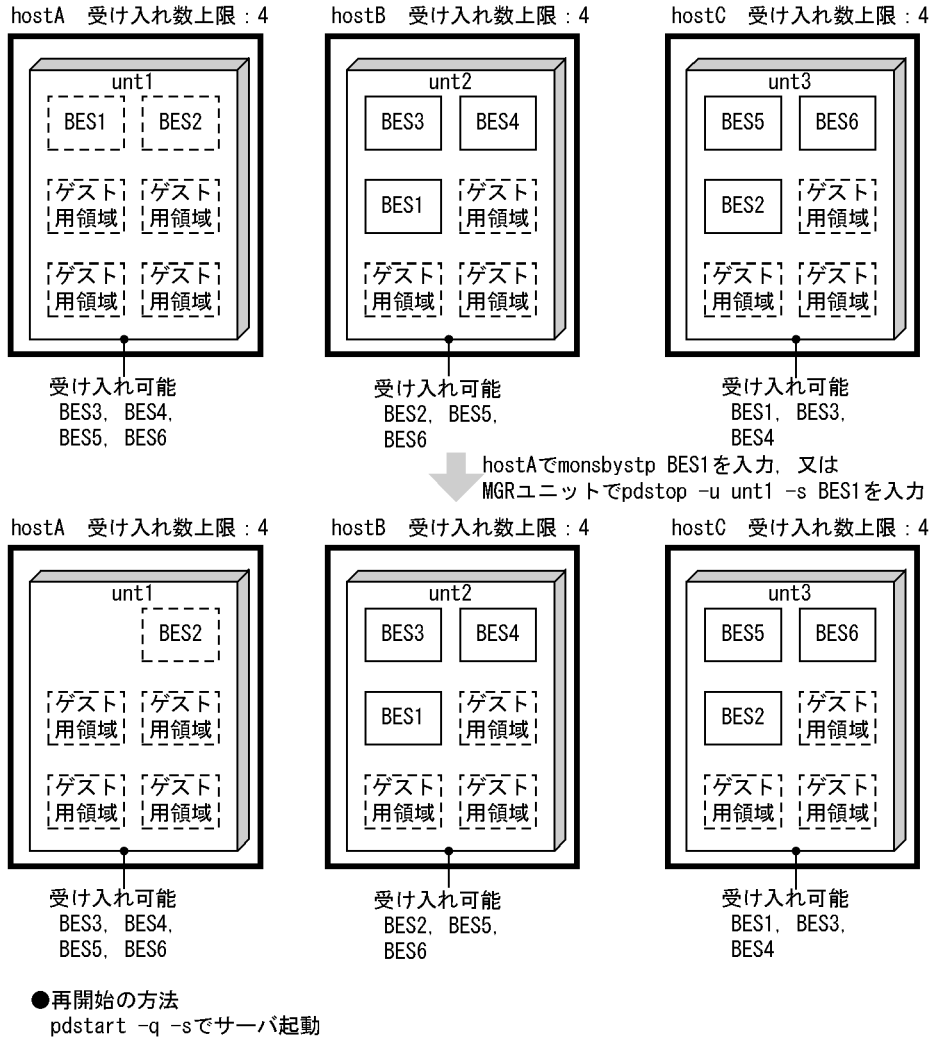 hostA 受け入れ数上限：4
hostB 受け入れ数上限：4
hostC 受け入れ数上限：4
unt1
BES1 BES2
ゲスト用領域 ゲスト用領域
ゲスト用領域 ゲスト用領域
受け入れ可能
BES3，BES4，
BES5，BES6
unt2
BES3 BES4
BES1 ゲスト用領域
ゲスト用領域 ゲスト用領域
受け入れ可能
BES2，BES5，
BES6
unt3
BES5 BES6
BES2 ゲスト用領域
ゲスト用領域 ゲスト用領域
受け入れ可能
BES1，BES3，
BES4
hostAでmonsbystp BES1を入力，又は
MGRユニットでpdstop -u unt1 -s BES1を入力
hostA 受け入れ数上限：4
hostB 受け入れ数上限：4
hostC 受け入れ数上限：4
unt1
BES2
ゲスト用領域 ゲスト用領域
ゲスト用領域 ゲスト用領域
受け入れ可能
BES3，BES4，
BES5，BES6
unt2
BES3 BES4
BES1 ゲスト用領域
ゲスト用領域 ゲスト用領域
受け入れ可能
BES2，BES5，
BES6
unt3
BES5 BES6
BES2 ゲスト用領域
ゲスト用領域 ゲスト用領域
受け入れ可能
BES1，BES3，
BES4
●再開始の方法
pdstart -q -sでサーバ起動